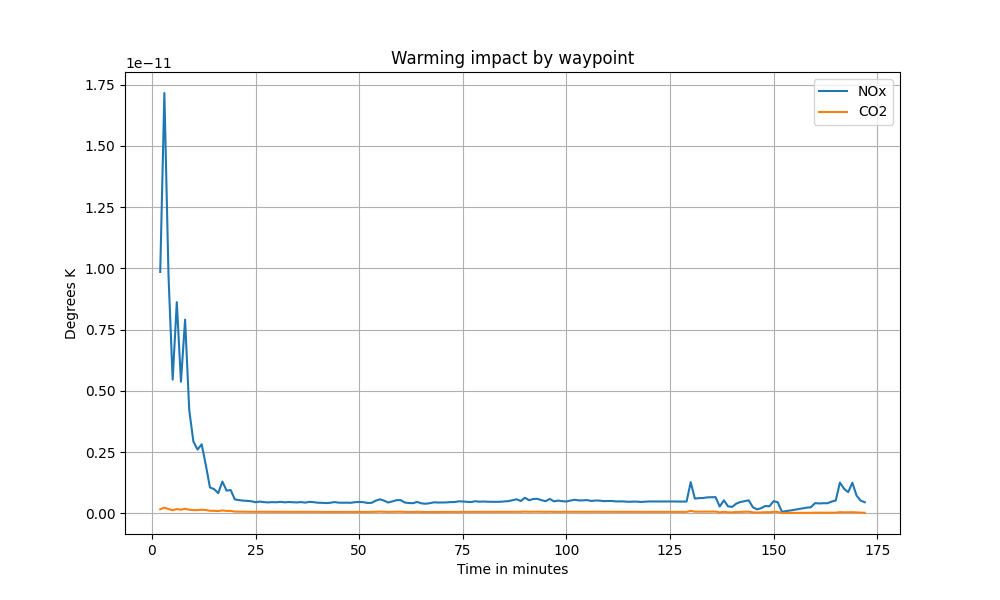 Warming impact by waypoint
1e−11
1.75
1.50
1.25
1.00
0.75
0.50
0.25
0.00
Degrees K
NOx
CO2
0 25 50 75 100 125 150 175
Time in minutes